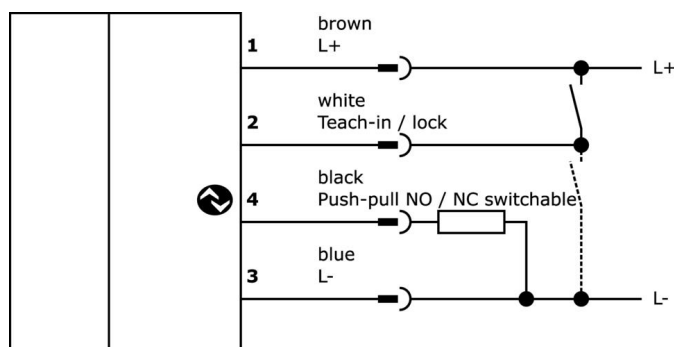 brown
1
L+
L+
white
2
Teach-in / lock
black
4
Push-pull NO / NC switchable
blue
3
L-
L-